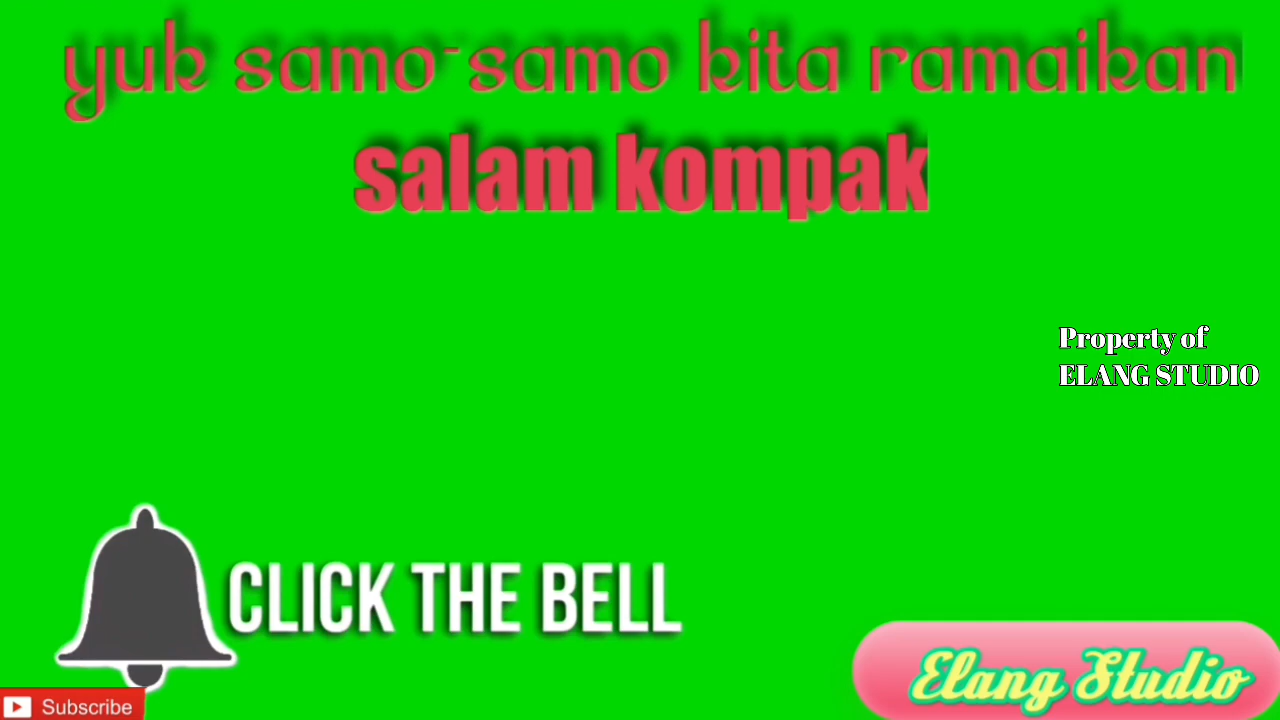 yuk samo-samo kita ramaikan
salam kompak
Property of
ELANG STUDIO
CLICK THE BELL
Subscribe
Elang Studio